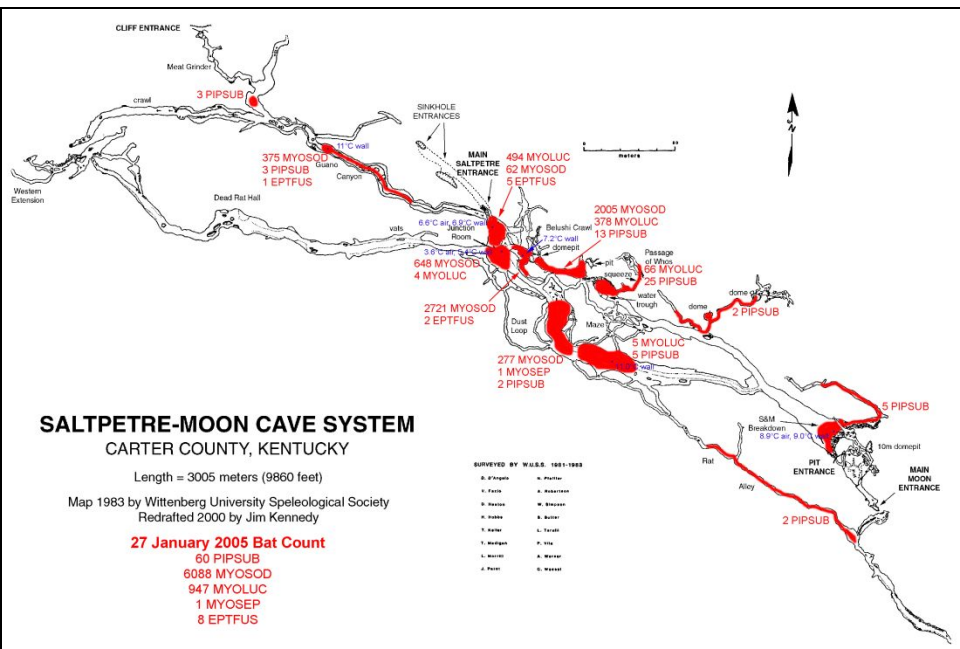 CLIFF ENTRANCE
Meat Grinder
3 PIPSUB
crawl
SINKHOLE
ENTRANCES
N
meters
11°C wall
375 MYOSOD
3 PIPSUB
1 EPTFUS
Guano
Canyon
Guano
Western
Extension
MAIN
SALTPETRE
ENTRANCE
494 MYOLUC
62 MYOSOD
5 EPTFUS
Dead Rat Hall
vats
6.6°C air, 6.9°C wall
Junction
Room
Belushi Crawl
7.2°C wall
domepit
2005 MYOSOD
378 MYOLUC
13 PIPSUB
648 MYOSOD
4 MYOLUC
pit
squeeze
Passage
of Whos
66 MYOLUC
25 PIPSUB
water
trough
dome
dome
2 PIPSUB
2721 MYOSOD
2 EPTFUS
Dust
Loop
Maze
277 MYOSOD
1 MYOSEP
2 PIPSUB
5 MYOLUC
5 PIPSUB
wall
5 PIPSUB
S&M
Breakdown
8.9°C air, 9.0°C wall
10m domepit
PIT
ENTRANCE
MAIN
MOON
ENTRANCE
Rat
Alley
2 PIPSUB
SALTPETRE-MOON CAVE SYSTEM
CARTER COUNTY, KENTUCKY
Length = 3005 meters (9860 feet)
Map 1983 by Wittenberg University Speleological Society
Redrafted 2000 by Jim Kennedy
27 January 2005 Bat Count
60 PIPSUB
6088 MYOSOD
947 MYOLUC
1 MYOSEP
8 EPTFUS
SURVEYED BY W.U.S.S. 1981-1983